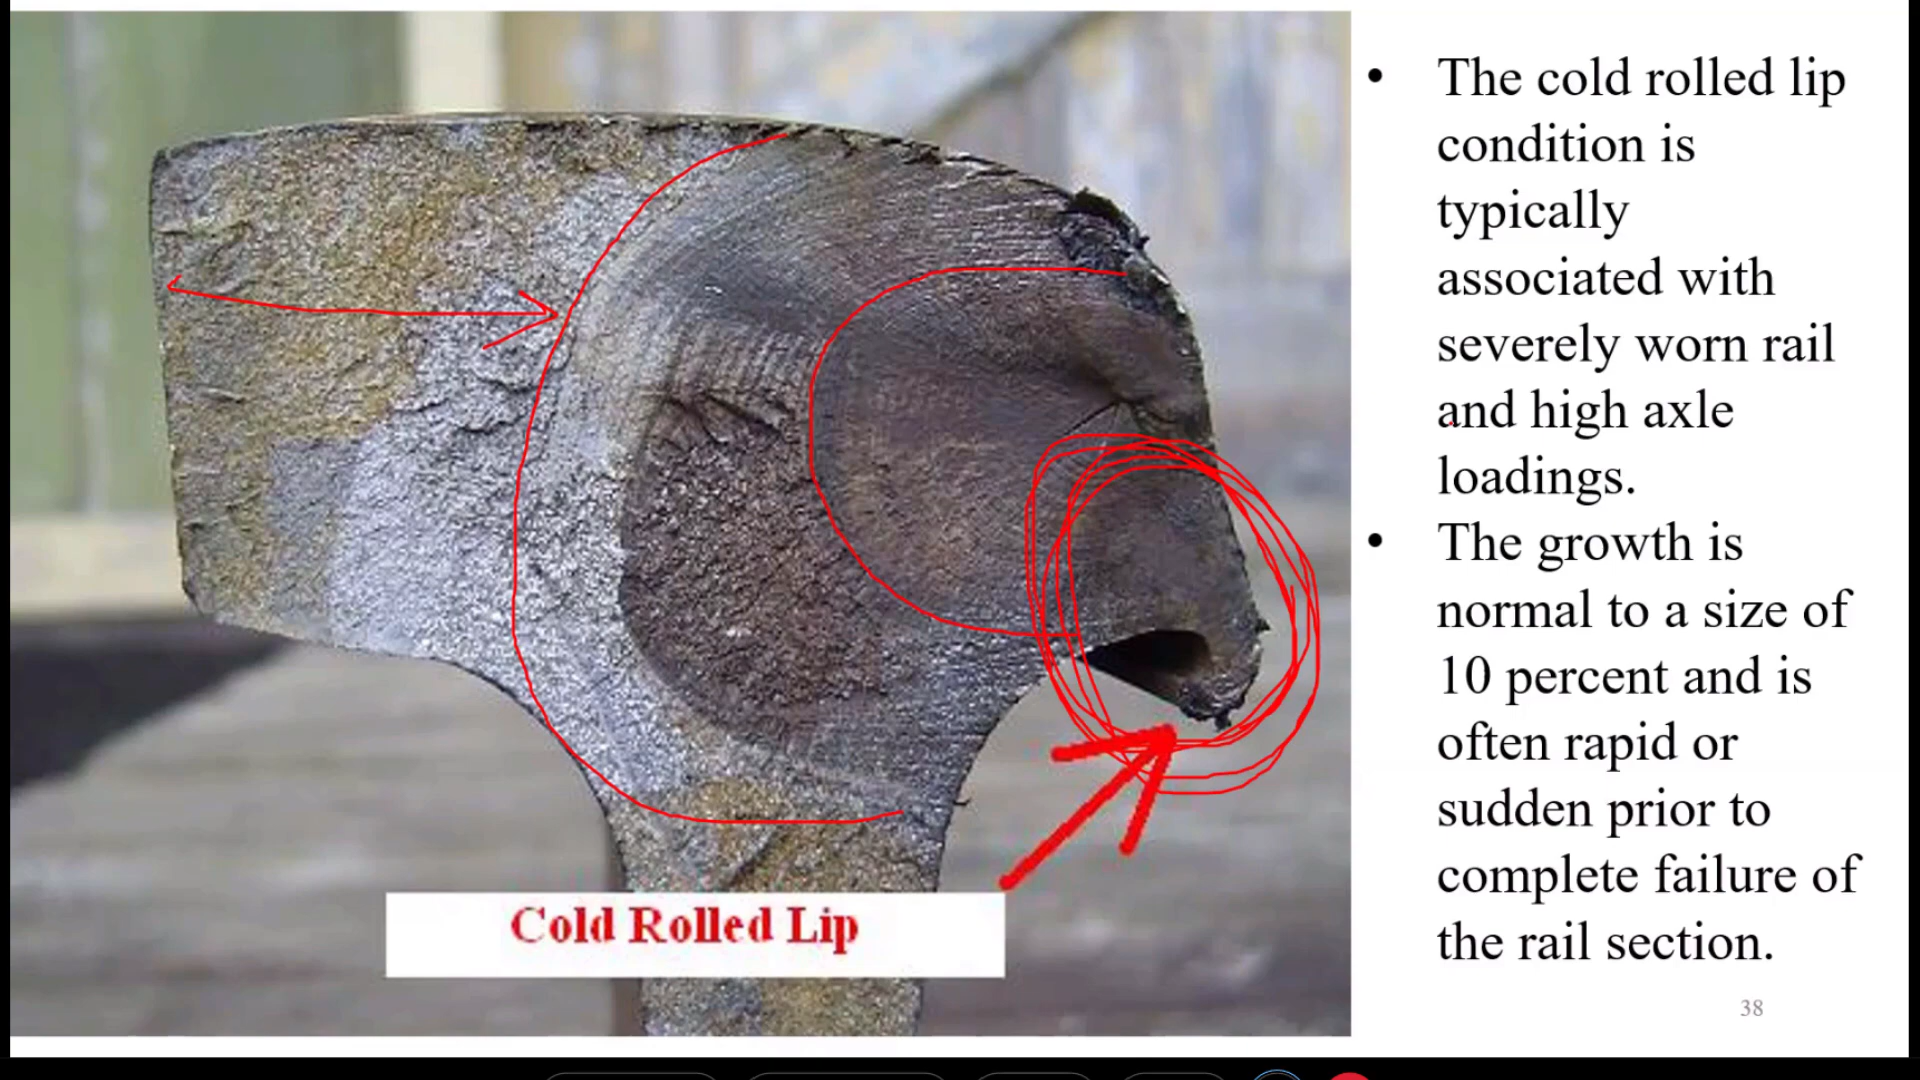 • The cold rolled lip
condition is
typically
associated with
severely worn rail
and high axle
loadings.
• The growth is
normal to a size of
10 percent and is
often rapid or
sudden prior to
complete failure of
the rail section.
Cold Rolled Lip
38